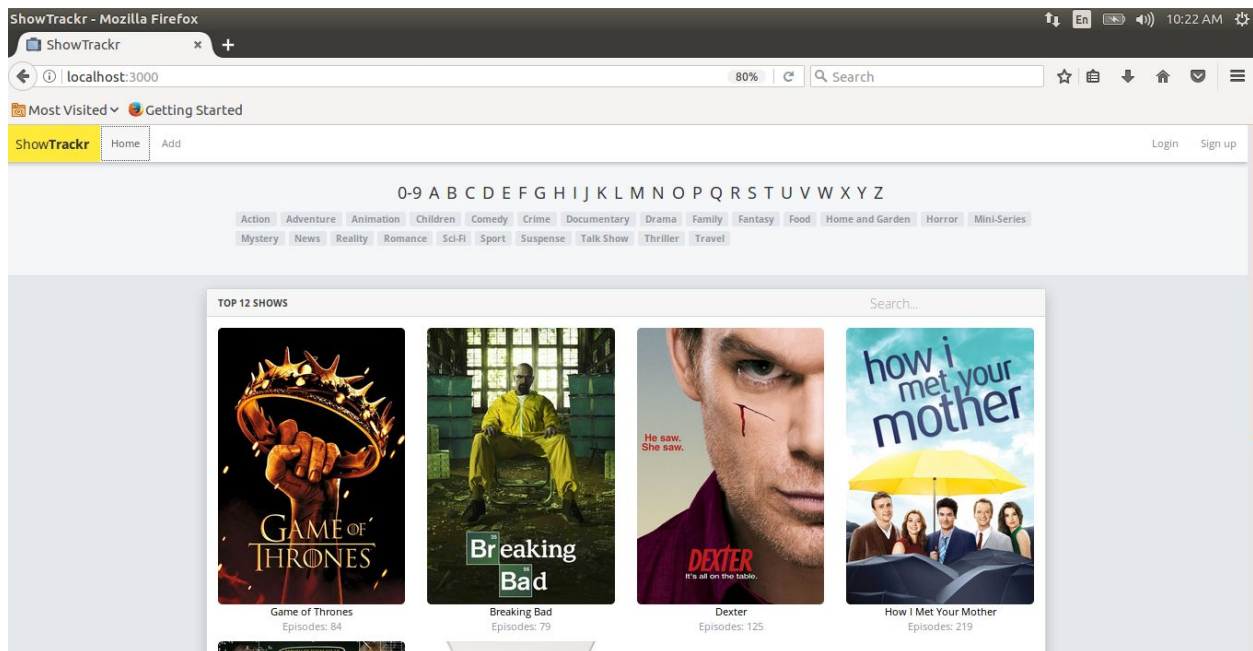 ShowTrackr - Mozilla Firefox En 10:22 AM
ShowTrackr × +
localhost:3000 80% Search
Most Visited Getting Started
ShowTrackr Home Add Login Sign up
0-9 A B C D E F G H I J K L M N O P Q R S T U V W X Y Z
Action Adventure Animation Children Comedy Crime Documentary Drama Family Fantasy Food Home and Garden Horror Mini-Series
Mystery News Reality Romance Sci-Fi Sport Suspense Talk Show Thriller Travel
TOP 12 SHOWS Search...
GAME OF
THRONES
35
Breaking
56
Bad
He saw.
She saw.
DEXTER
It's all on the table.
how i
met your
mother
Game of Thrones Breaking Bad Dexter How I Met Your Mother
Episodes: 84 Episodes: 79 Episodes: 125 Episodes: 219